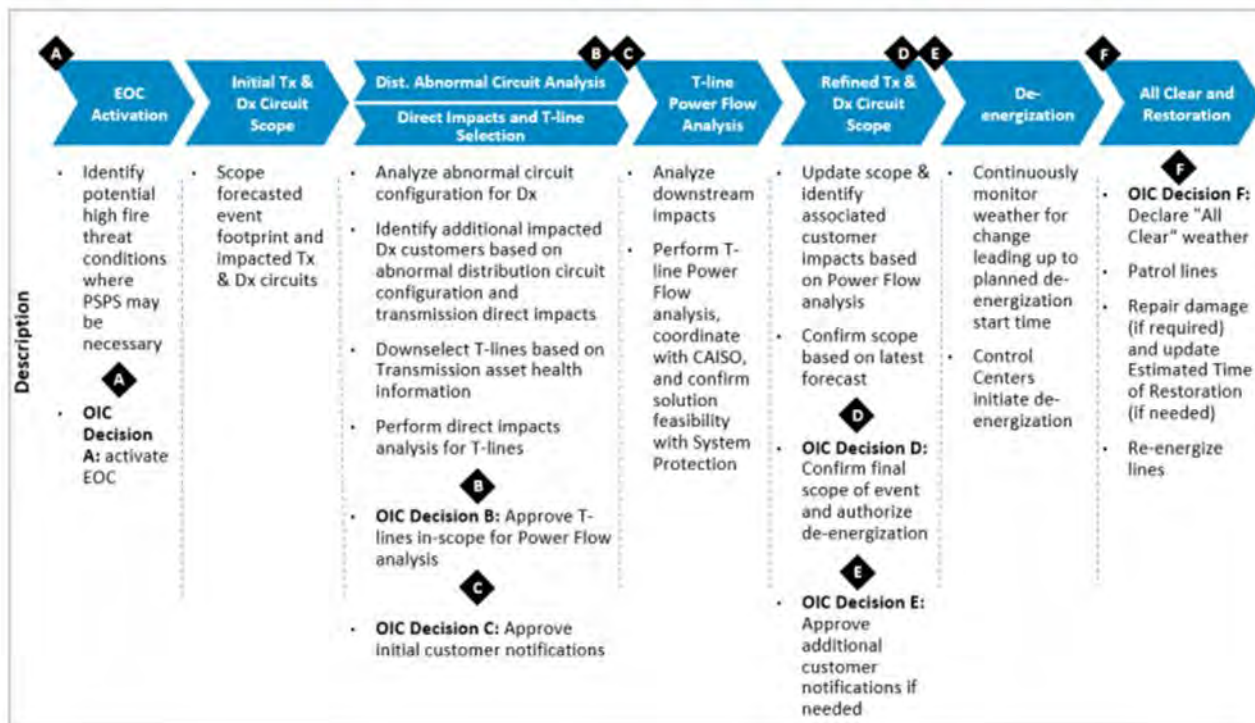 A
B
C
D
E
F
EOC
Activation
Initial Tx &
Dx Circuit
Scope
Dist. Abnormal Circuit Analysis
Direct Impacts and T-line
Selection
T-line
Power Flow
Analysis
Refined Tx &
Dx Circuit
Scope
De-
energization
All Clear and
Restoration
Description
• Identify
potential
high fire
threat
conditions
where
PSPS may
be
necessary
A
• OIC
Decision
A: activate
EOC
• Scope
forecasted
event
footprint and
impacted Tx
& Dx circuits
• Analyze abnormal circuit
configuration for Dx
• Identify additional impacted
Dx customers based on
abnormal distribution circuit
configuration and
transmission direct impacts
• Downselect T-lines based on
Transmission asset health
information
• Perform direct impacts
analysis for T-lines
B
• OIC Decision B: Approve T-
lines in-scope for Power Flow
analysis
C
• OIC Decision C: Approve
initial customer notifications
• Analyze
downstream
impacts
• Perform T-
line Power
Flow
analysis,
coordinate
with CAISO,
and confirm
solution
feasibility
with System
Protection
• Update scope &
identify
associated
customer
impacts based
on Power Flow
analysis
• Confirm scope
based on latest
forecast
D
• OIC Decision D:
Confirm final
scope of event
and authorize
de-energization
E
• OIC Decision E:
Approve
additional
customer
notifications if
needed
• Continuously
monitor
weather for
change
leading up to
planned de-
energization
start time
• Control
Centers
initiate de-
energization
F
• OIC Decision F:
Declare "All
Clear" weather
• Patrol lines
• Repair damage
(if required)
and update
Estimated Time
of Restoration
(if needed)
• Re-energize
lines